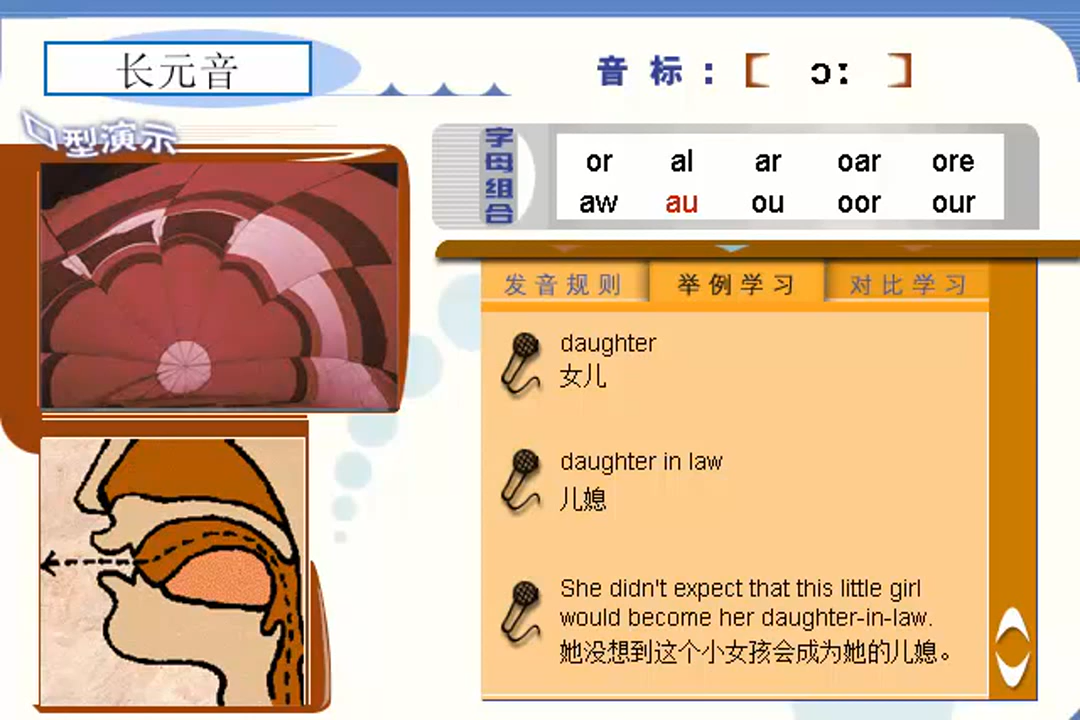 长元音
音标：【 ɔː 】
口型演示
字母组合
or al ar oar ore
aw au ou oor our
发音规则 举例学习 对比学习
daughter
女儿
daughter in law
儿媳
She didn't expect that this little girl
would become her daughter-in-law.
她没想到这个小女孩会成为她的儿媳。